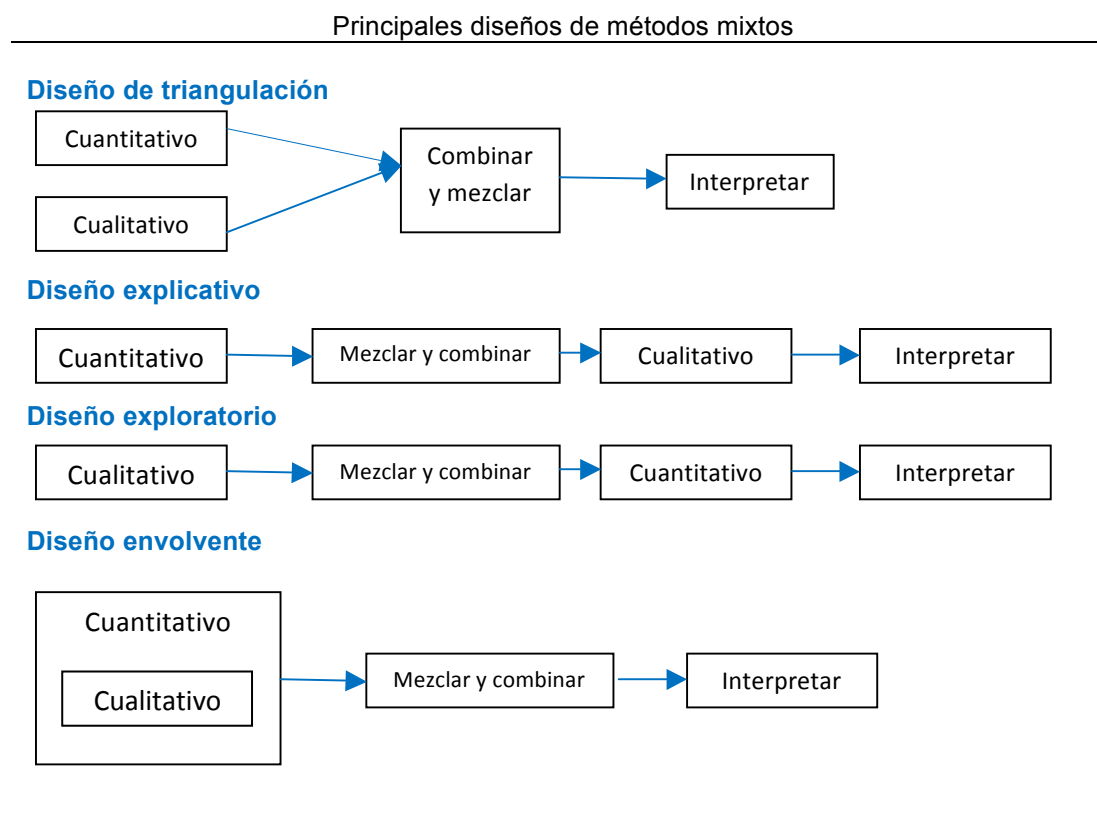 Principales diseños de métodos mixtos
Diseño de triangulación
Cuantitativo
Cualitativo
Combinar
y mezclar
Interpretar
Diseño explicativo
Cuantitativo
Mezclar y combinar
Cualitativo
Interpretar
Diseño exploratorio
Cualitativo
Mezclar y combinar
Cuantitativo
Interpretar
Diseño envolvente
Cuantitativo
Cualitativo
Mezclar y combinar
Interpretar